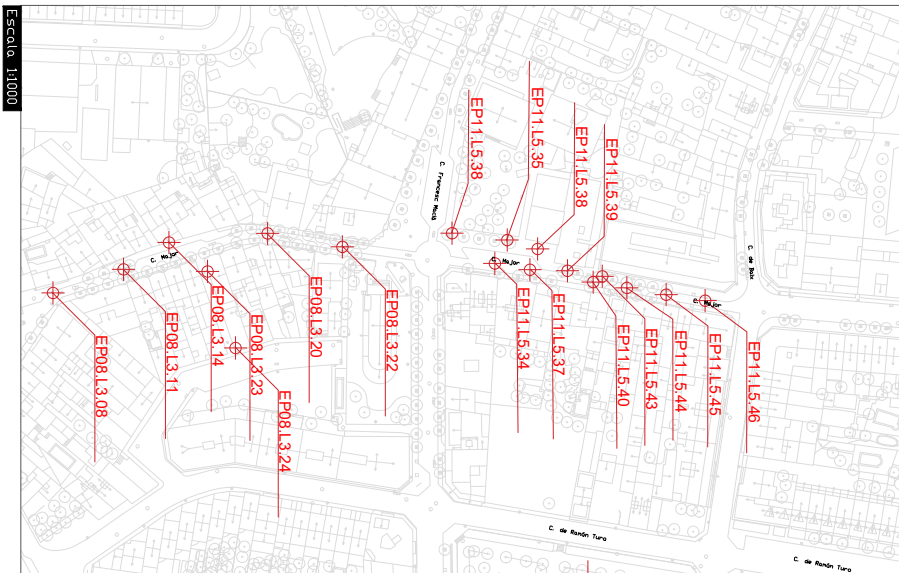 Escala 1:1000
EP11.L5.38
EP11.L5.35
EP11.L5.38
EP11.L5.39
C. Francesc Macià
C. de Baix
C. Major
C. Major
C. Major
EP08.L3.08
EP08.L3.11
EP08.L3.14
EP08.L3.23
EP08.L3.24
EP08.L3.20
EP08.L3.22
EP11.L5.34
EP11.L5.37
EP11.L5.40
EP11.L5.43
EP11.L5.44
EP11.L5.45
EP11.L5.46
C. de Ramón Turo
C. de Ramón Turo